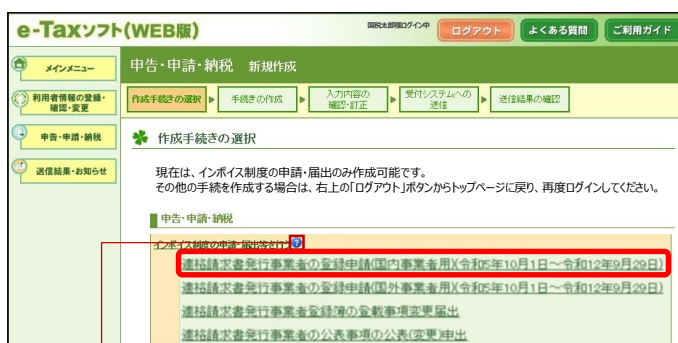 e-Taxソフト(WEB版)
国税太郎様ログイン中
ログアウト
よくある質問
ご利用ガイド
メインメニュー
利用者情報の登録・
確認・変更
申告・申請・納税
送信結果・お知らせ
申告・申請・納税 新規作成
作成手続きの選択
手続きの作成
入力内容の
確認・訂正
受付システムへの
送信
送信結果の確認
作成手続きの選択
現在は、インボイス制度の申請・届出のみ作成可能です。
その他の手続を作成する場合は、右上の「ログアウト」ボタンからトップページに戻り、再度ログインしてください。
申告・申請・納税
インボイス制度の申請・届出等を行う
適格請求書発行事業者の登録申請(国内事業者用)(令和5年10月1日~令和12年9月29日)
適格請求書発行事業者の登録申請(国外事業者用)(令和5年10月1日~令和12年9月29日)
適格請求書発行事業者登録簿の登載事項変更届出
適格請求書発行事業者の公表事項の公表(変更)申出